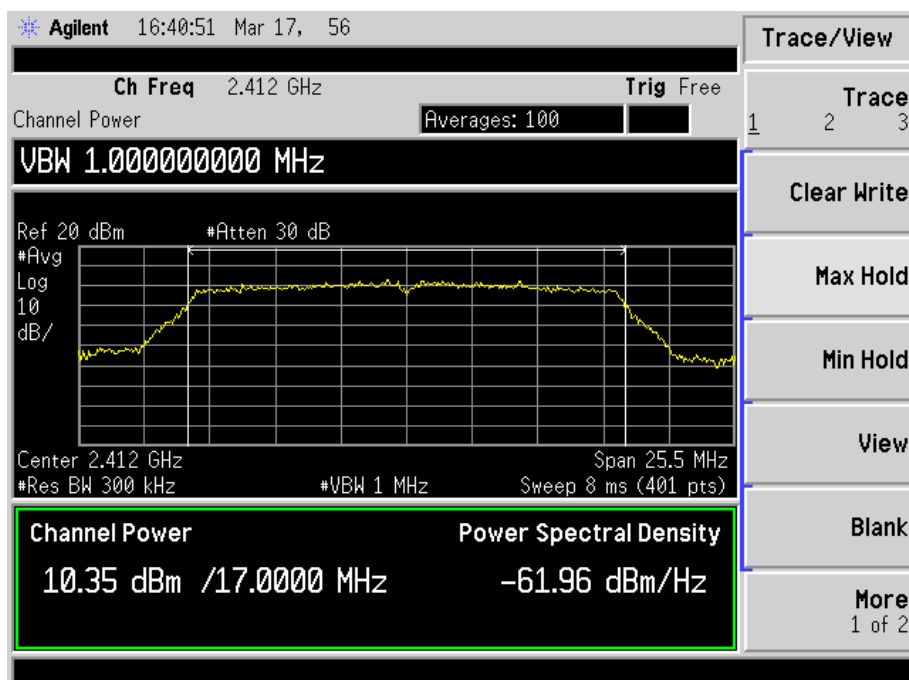 Agilent 16:40:51 Mar 17, 56
Trace/View
Ch Freq 2.412 GHz Trig Free
Channel Power Averages: 100
VBW 1.000000000 MHz
Ref 20 dBm #Atten 30 dB
#Avg
Log
10
dB/
Center 2.412 GHz Span 25.5 MHz
#Res BW 300 kHz #VBW 1 MHz Sweep 8 ms (401 pts)
Channel Power Power Spectral Density
10.35 dBm /17.0000 MHz -61.96 dBm/Hz
Trace
1 2 3
Clear Write
Max Hold
Min Hold
View
Blank
More
1 of 2